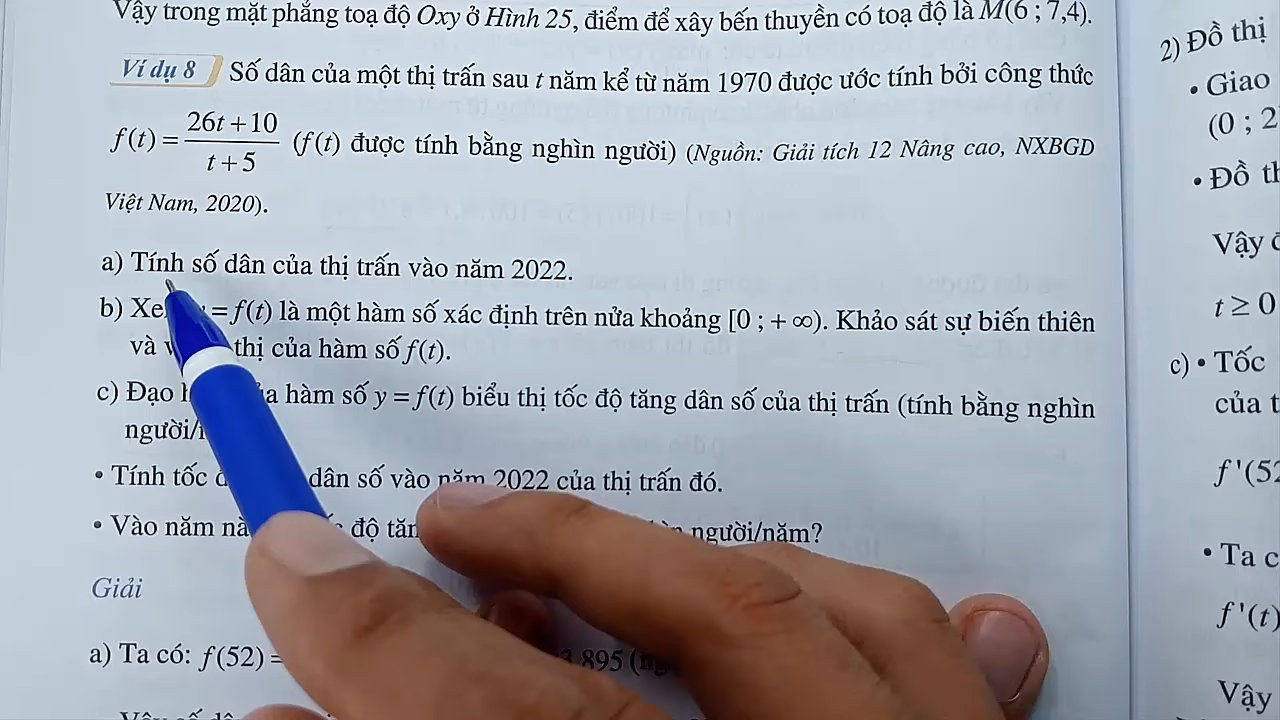 Vậy trong mặt phẳng toạ độ Oxy ở Hình 25, điểm để xây bến thuyền có toạ độ là M(6 ; 7,4).
Ví dụ 8 Số dân của một thị trấn sau t năm kể từ năm 1970 được ước tính bởi công thức
f(t) = \frac{26t+10}{t+5} (f(t) được tính bằng nghìn người) (Nguồn: Giải tích 12 Nâng cao, NXBGD
Việt Nam, 2020).
a) Tính số dân của thị trấn vào năm 2022.
b) = f(t) là một hàm số xác định trên nửa khoảng [0 ; + ∞). Khảo sát sự biến thiên
và thị của hàm số f(t).
c) Đạo hàm số y = f(t) biểu thị tốc độ tăng dân số của thị trấn (tính bằng nghìn
người/
• Tính tốc dân số vào năm 2022 của thị trấn đó.
• Vào năm độ người/năm?
Giải
a) Ta có: f(52) =
2) Đồ thị
• Giao
(0 ; 2
• Đồ
Vậy
t ≥ 0
c) • Tốc
của
f'(52
• Ta
f'(t)
Vậy